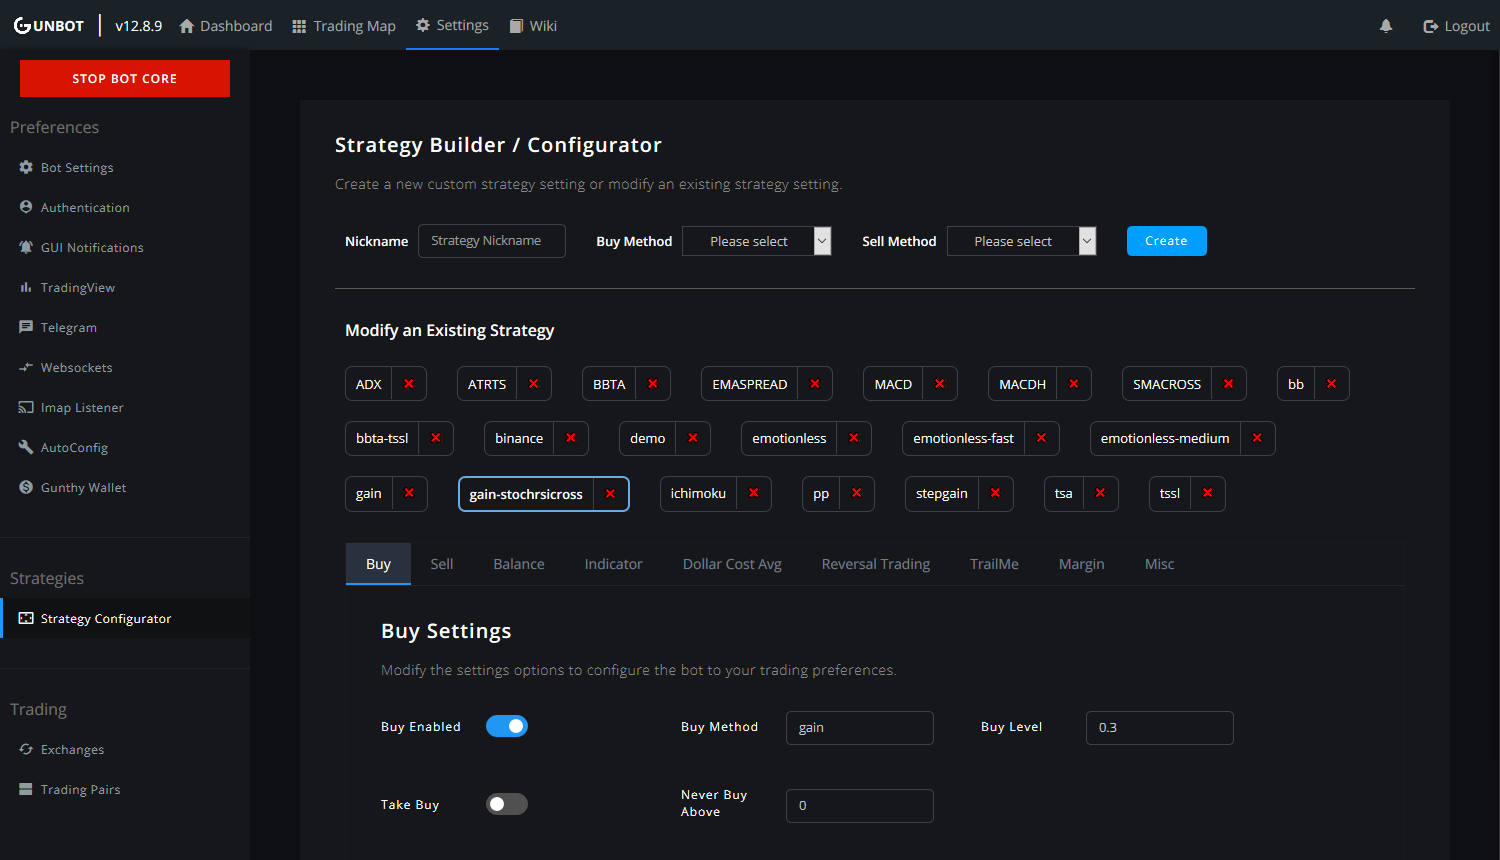 GUNBOT v12.8.9 Dashboard Trading Map Settings Wiki Logout
STOP BOT CORE
Preferences
Bot Settings
Authentication
GUI Notifications
TradingView
Telegram
Websockets
Imap Listener
AutoConfig
Gunthy Wallet
Strategies
Strategy Configurator
Trading
Exchanges
Trading Pairs
Strategy Builder / Configurator
Create a new custom strategy setting or modify an existing strategy setting.
Nickname Strategy Nickname Buy Method Please select Sell Method Please select Create
Modify an Existing Strategy
ADX ATRTS BBTA EMASPREAD MACD MACDH SMACROSS bb
bbta-tssl binance demo emotionless emotionless-fast emotionless-medium
gain gain-stochrsicross ichimoku pp stepgain tsa tssl
Buy Sell Balance Indicator Dollar Cost Avg Reversal Trading TrailMe Margin Misc
Buy Settings
Modify the settings options to configure the bot to your trading preferences.
Buy Enabled Buy Method gain Buy Level 0.3
Take Buy Never Buy Above 0